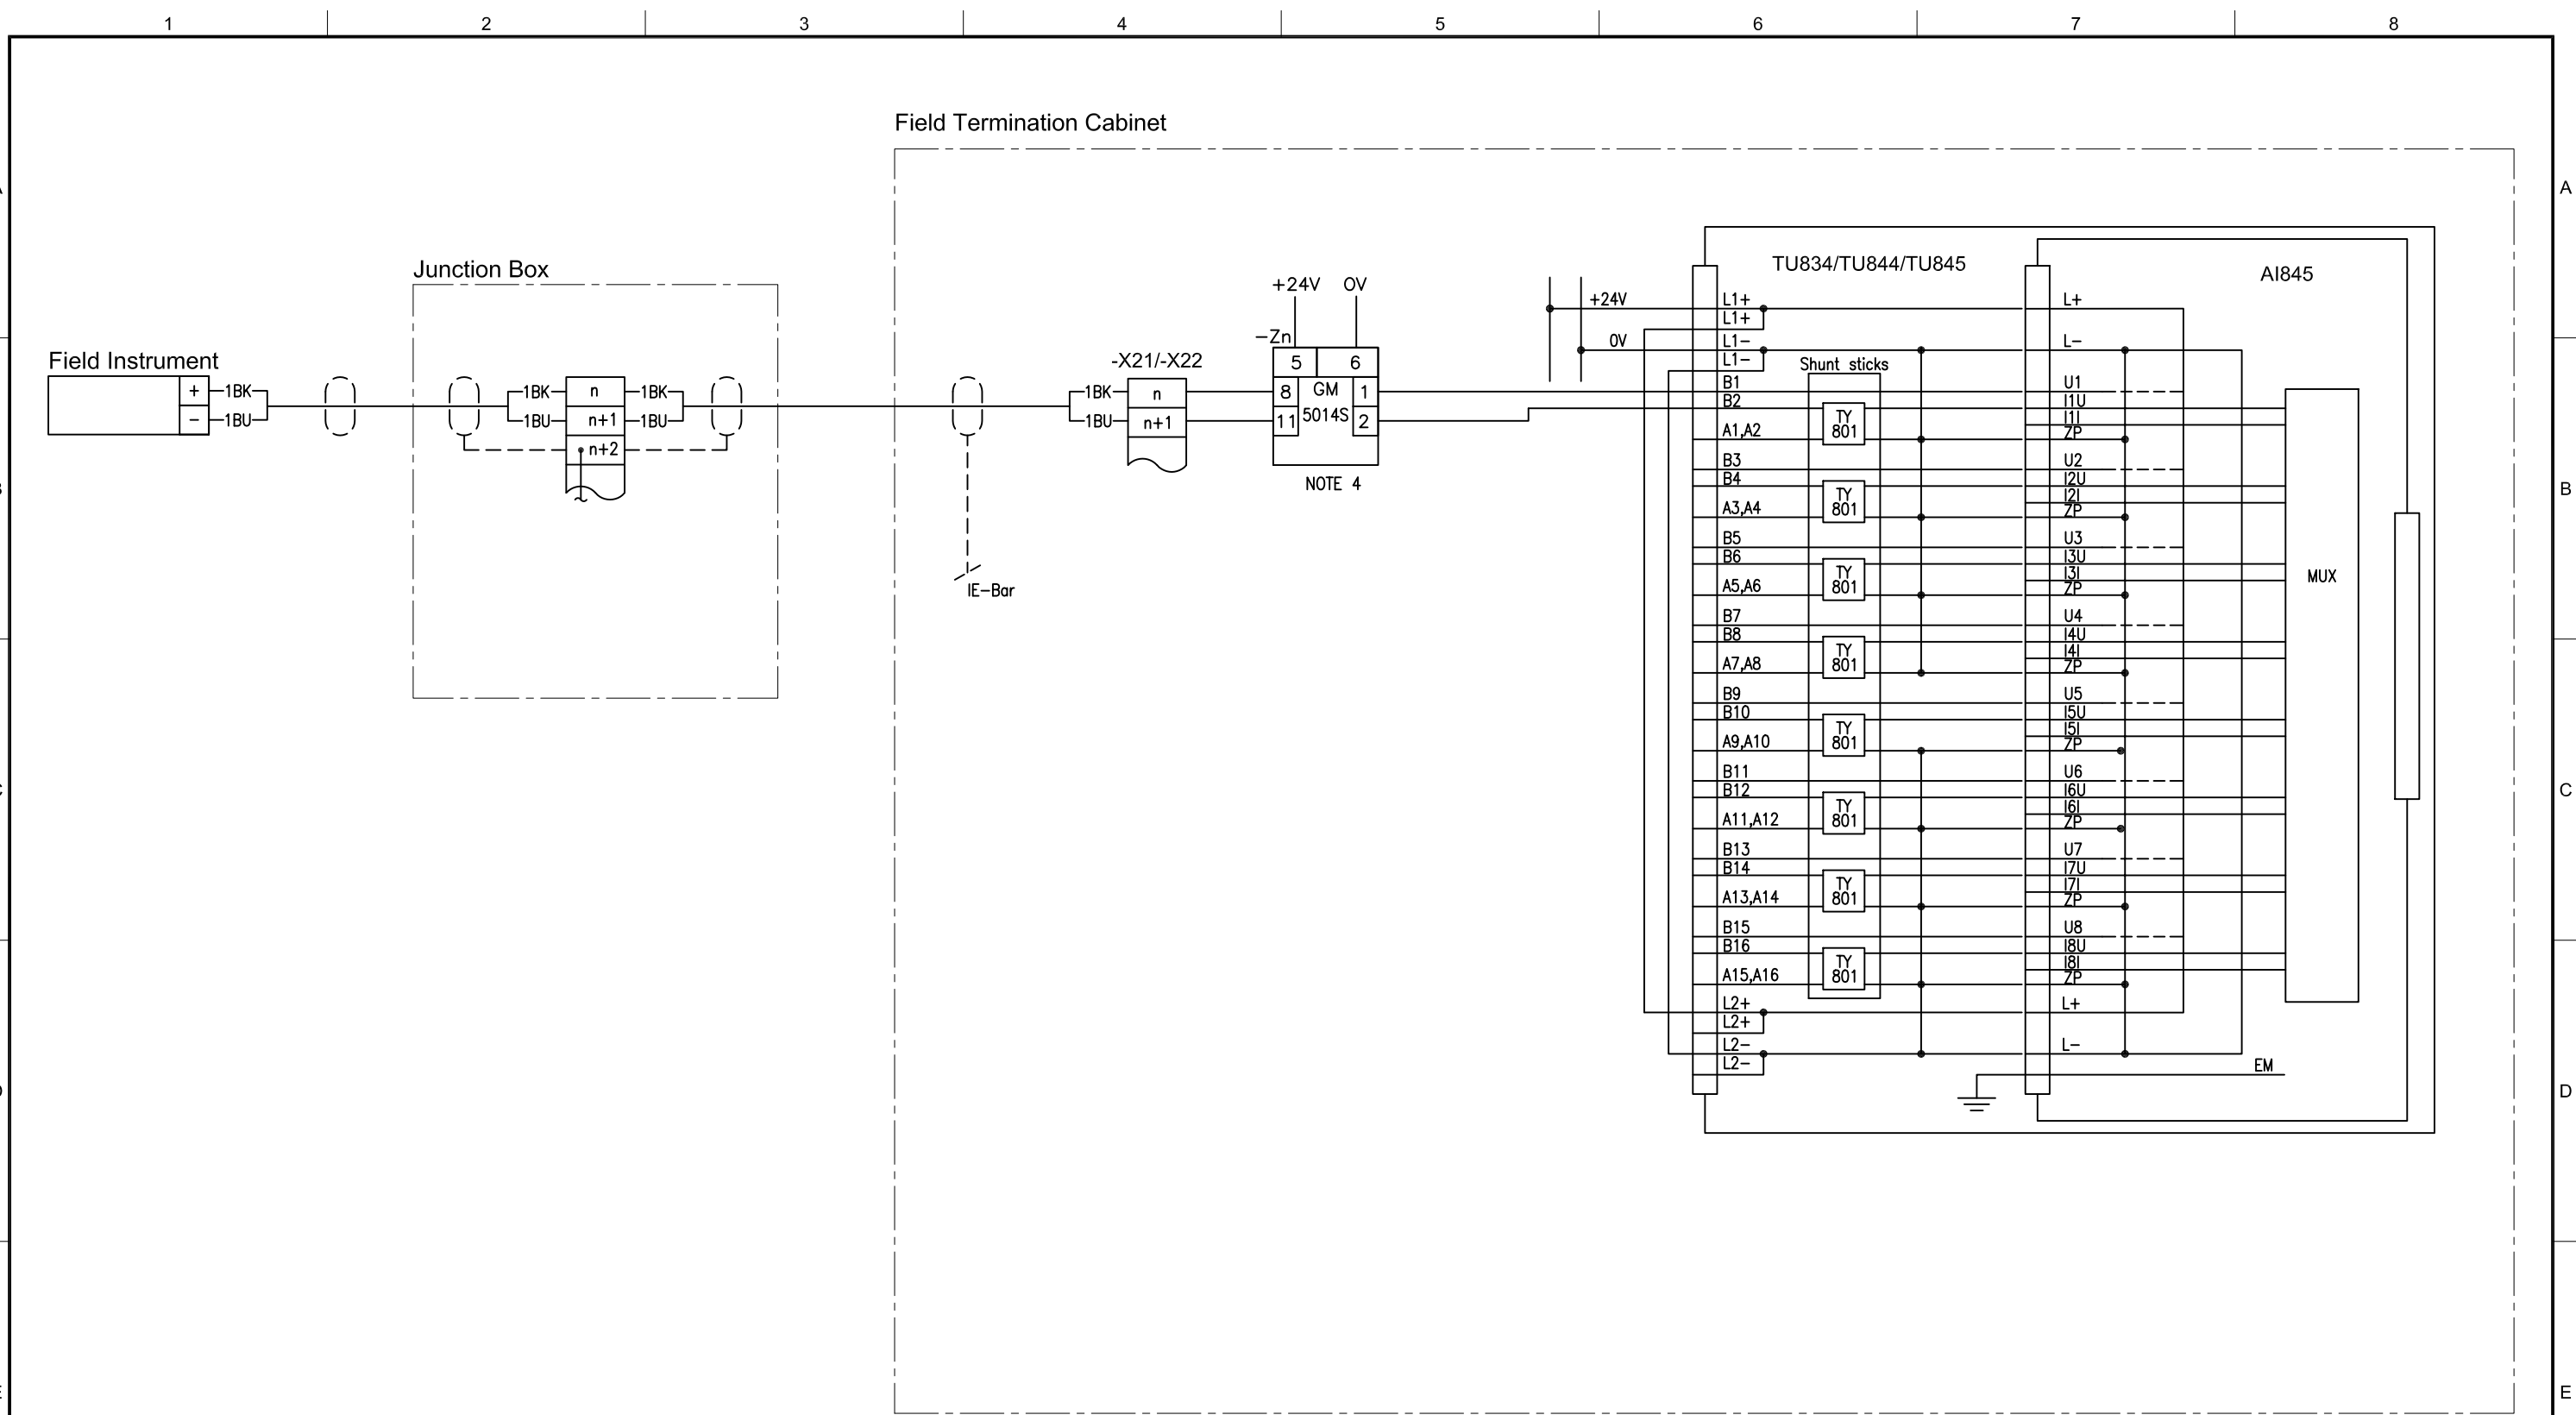 1 2 3 4 5 6 7 8
Field Termination Cabinet
A
Junction Box
Field Instrument
+ 1BK
− 1BU
1BK n 1BK
1BU n+1 1BU
n+2
IE−Bar
-X21/-X22
1BK n
1BU n+1
+24V 0V
−Zn
5 6
8 GM 1
11 5014S 2
NOTE 4
TU834/TU844/TU845
AI845
+24V L1+ L+
L1+
0V L1− L−
L1−
Shunt sticks
B1 U1
B2 TY 801 I1U
I1I
A1,A2 ZP
B3 U2
B4 TY 801 I2U
I2I
A3,A4 ZP
B
B5 U3
B6 TY 801 I3U
I3I
A5,A6 ZP
MUX
B7 U4
B8 TY 801 I4U
I4I
A7,A8 ZP
B9 U5
B10 TY 801 I5U
I5I
A9,A10 ZP
B11 U6
B12 TY 801 I6U
I6I
A11,A12 ZP
C
B13 U7
B14 TY 801 I7U
I7I
A13,A14 ZP
B15 U8
B16 TY 801 I8U
I8I
A15,A16 ZP
L2+ L+
L2+
L2− L−
L2−
EM
D
E